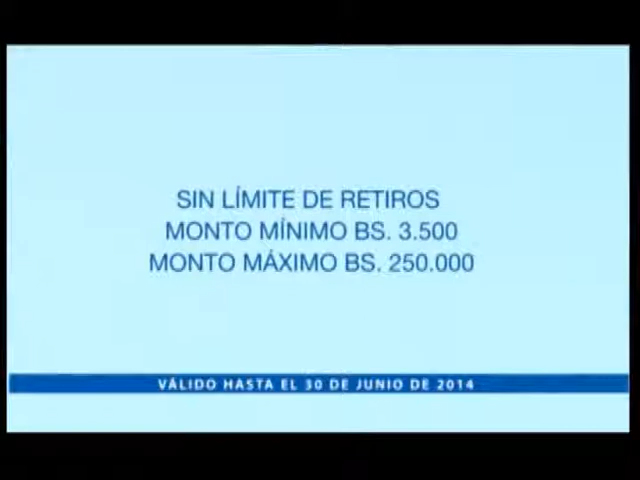 SIN LÍMITE DE RETIROS
MONTO MÍNIMO BS. 3.500
MONTO MÁXIMO BS. 250.000
VÁLIDO HASTA EL 30 DE JUNIO DE 2014